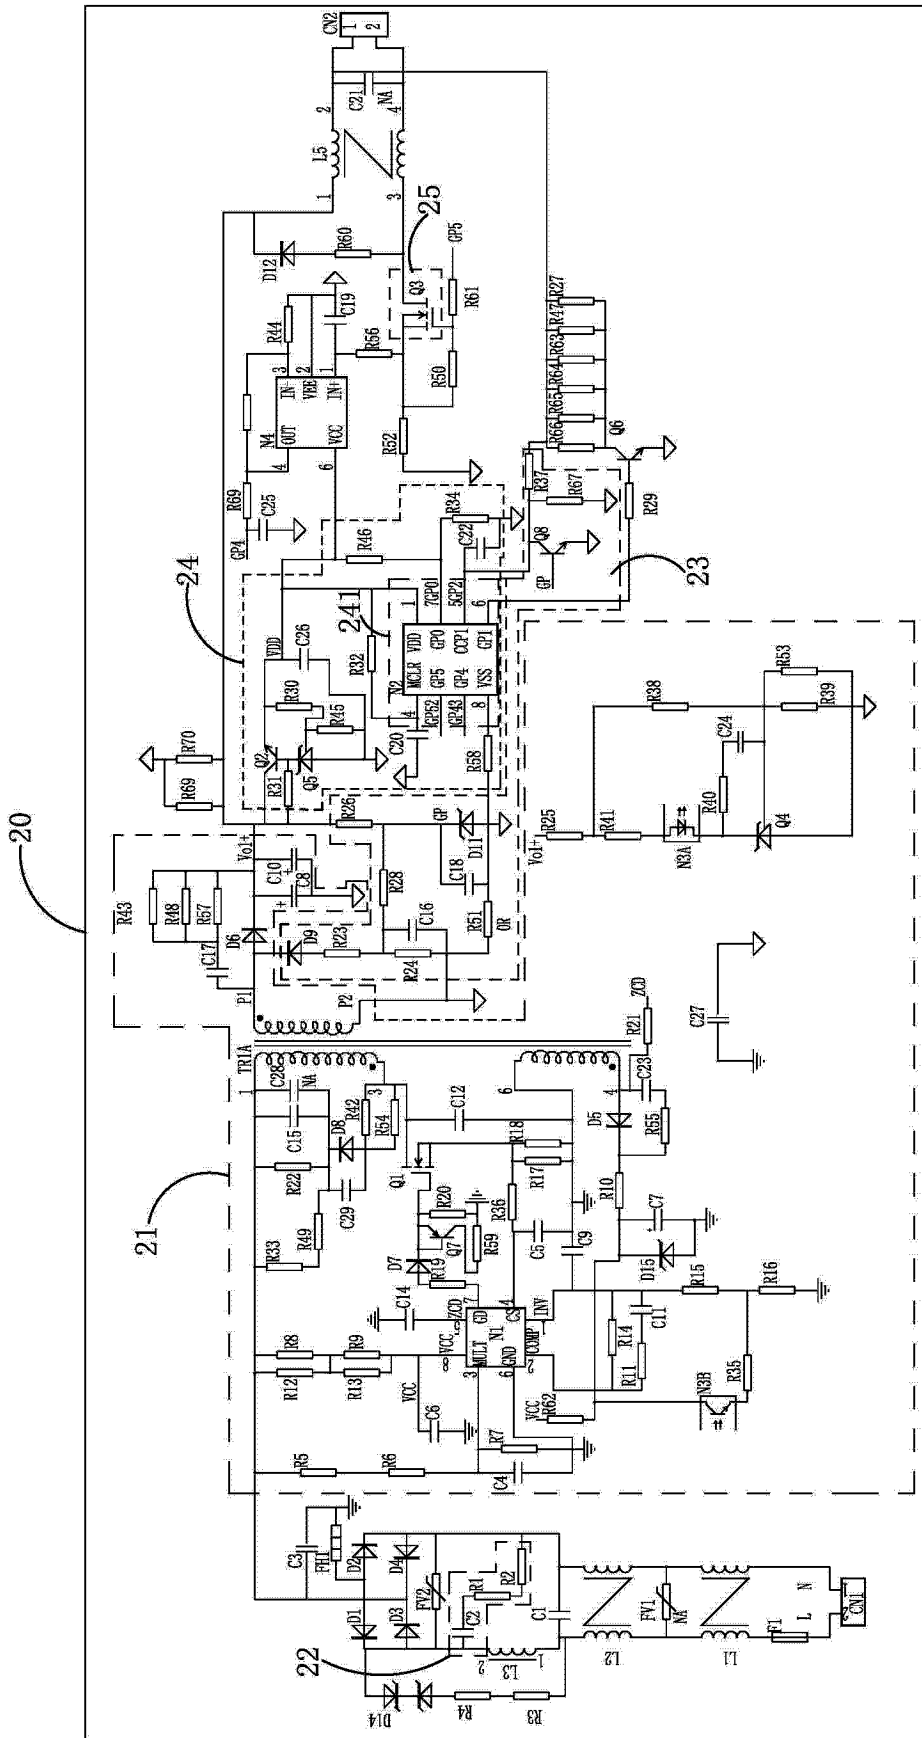 20
21
22
23
24
241
25
CN2
1
2
C21
NA
2
4
L5
1
3
D12
R60
Q3
GP5
R61
R50
R44
C19
R56
R52
N4
IN-
VEE
IN+
OUT
VCC
3
2
1
4
6
R69
C25
GP4
R46
R34
C22
R37
R67
Q8
GP
R27
R47
R63
R64
R65
R66
Q6
R29
VDD
C26
R30
R45
Q2
Q5
R31
R32
N2
MCLR
VDD
GP5
GP0
GP4
CCP1
VSS
GP1
1
7GP0
5GP2
6
4
GP52
GP43
8
C20
R58
R70
R69
R26
GP
D11
C18
R28
R51
0R
C16
R24
R23
D9
Vo1+
C10
+
C8
+
D6
R43
R48
R57
C17
P1
P2
TR1A
1
3
6
4
C28
NA
C15
R22
R42
R54
D8
C29
R49
R33
C12
Q1
R18
R17
R36
R20
R59
Q7
D7
R19
C5
C9
C14
N1
ZCD
GD
CS
INV
VCC
MULT
GND
COMP
5
7
4
1
8
3
6
2
R8
R9
R12
R13
VCC
C6
R5
R6
R7
C4
VCC
R62
R14
R11
C11
R15
R16
R35
N3B
D5
C23
R55
R21
ZCD
R10
C7
+
D15
C27
Vo1+
R25
R41
N3A
R40
C24
Q4
R38
R39
R53
C3
FH1
D1
D2
D3
D4
FV2
C2
R1
R2
L3
2
1
C1
D14
R4
R3
L2
FV1
NA
L1
F1
L
N
CN1